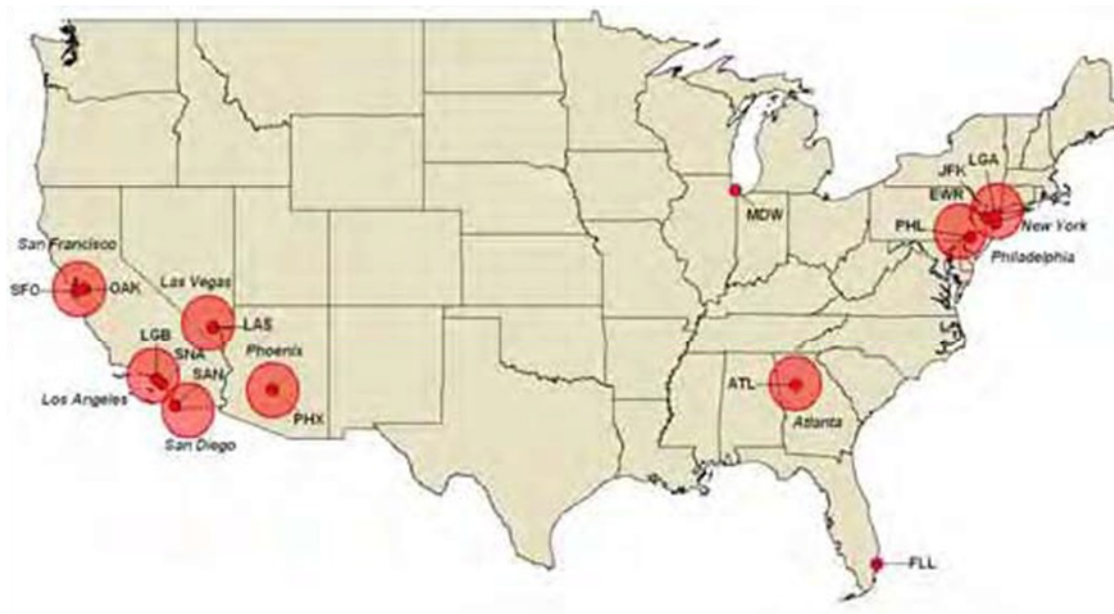 LGA
JFK
EWR
MDW
PHL
New York
San Francisco
Philadelphia
Las Vegas
SFO
OAK
LAS
LGB
Phoenix
SNA
SAN
ATL
Los Angeles
PHX
Atlanta
San Diego
FLL